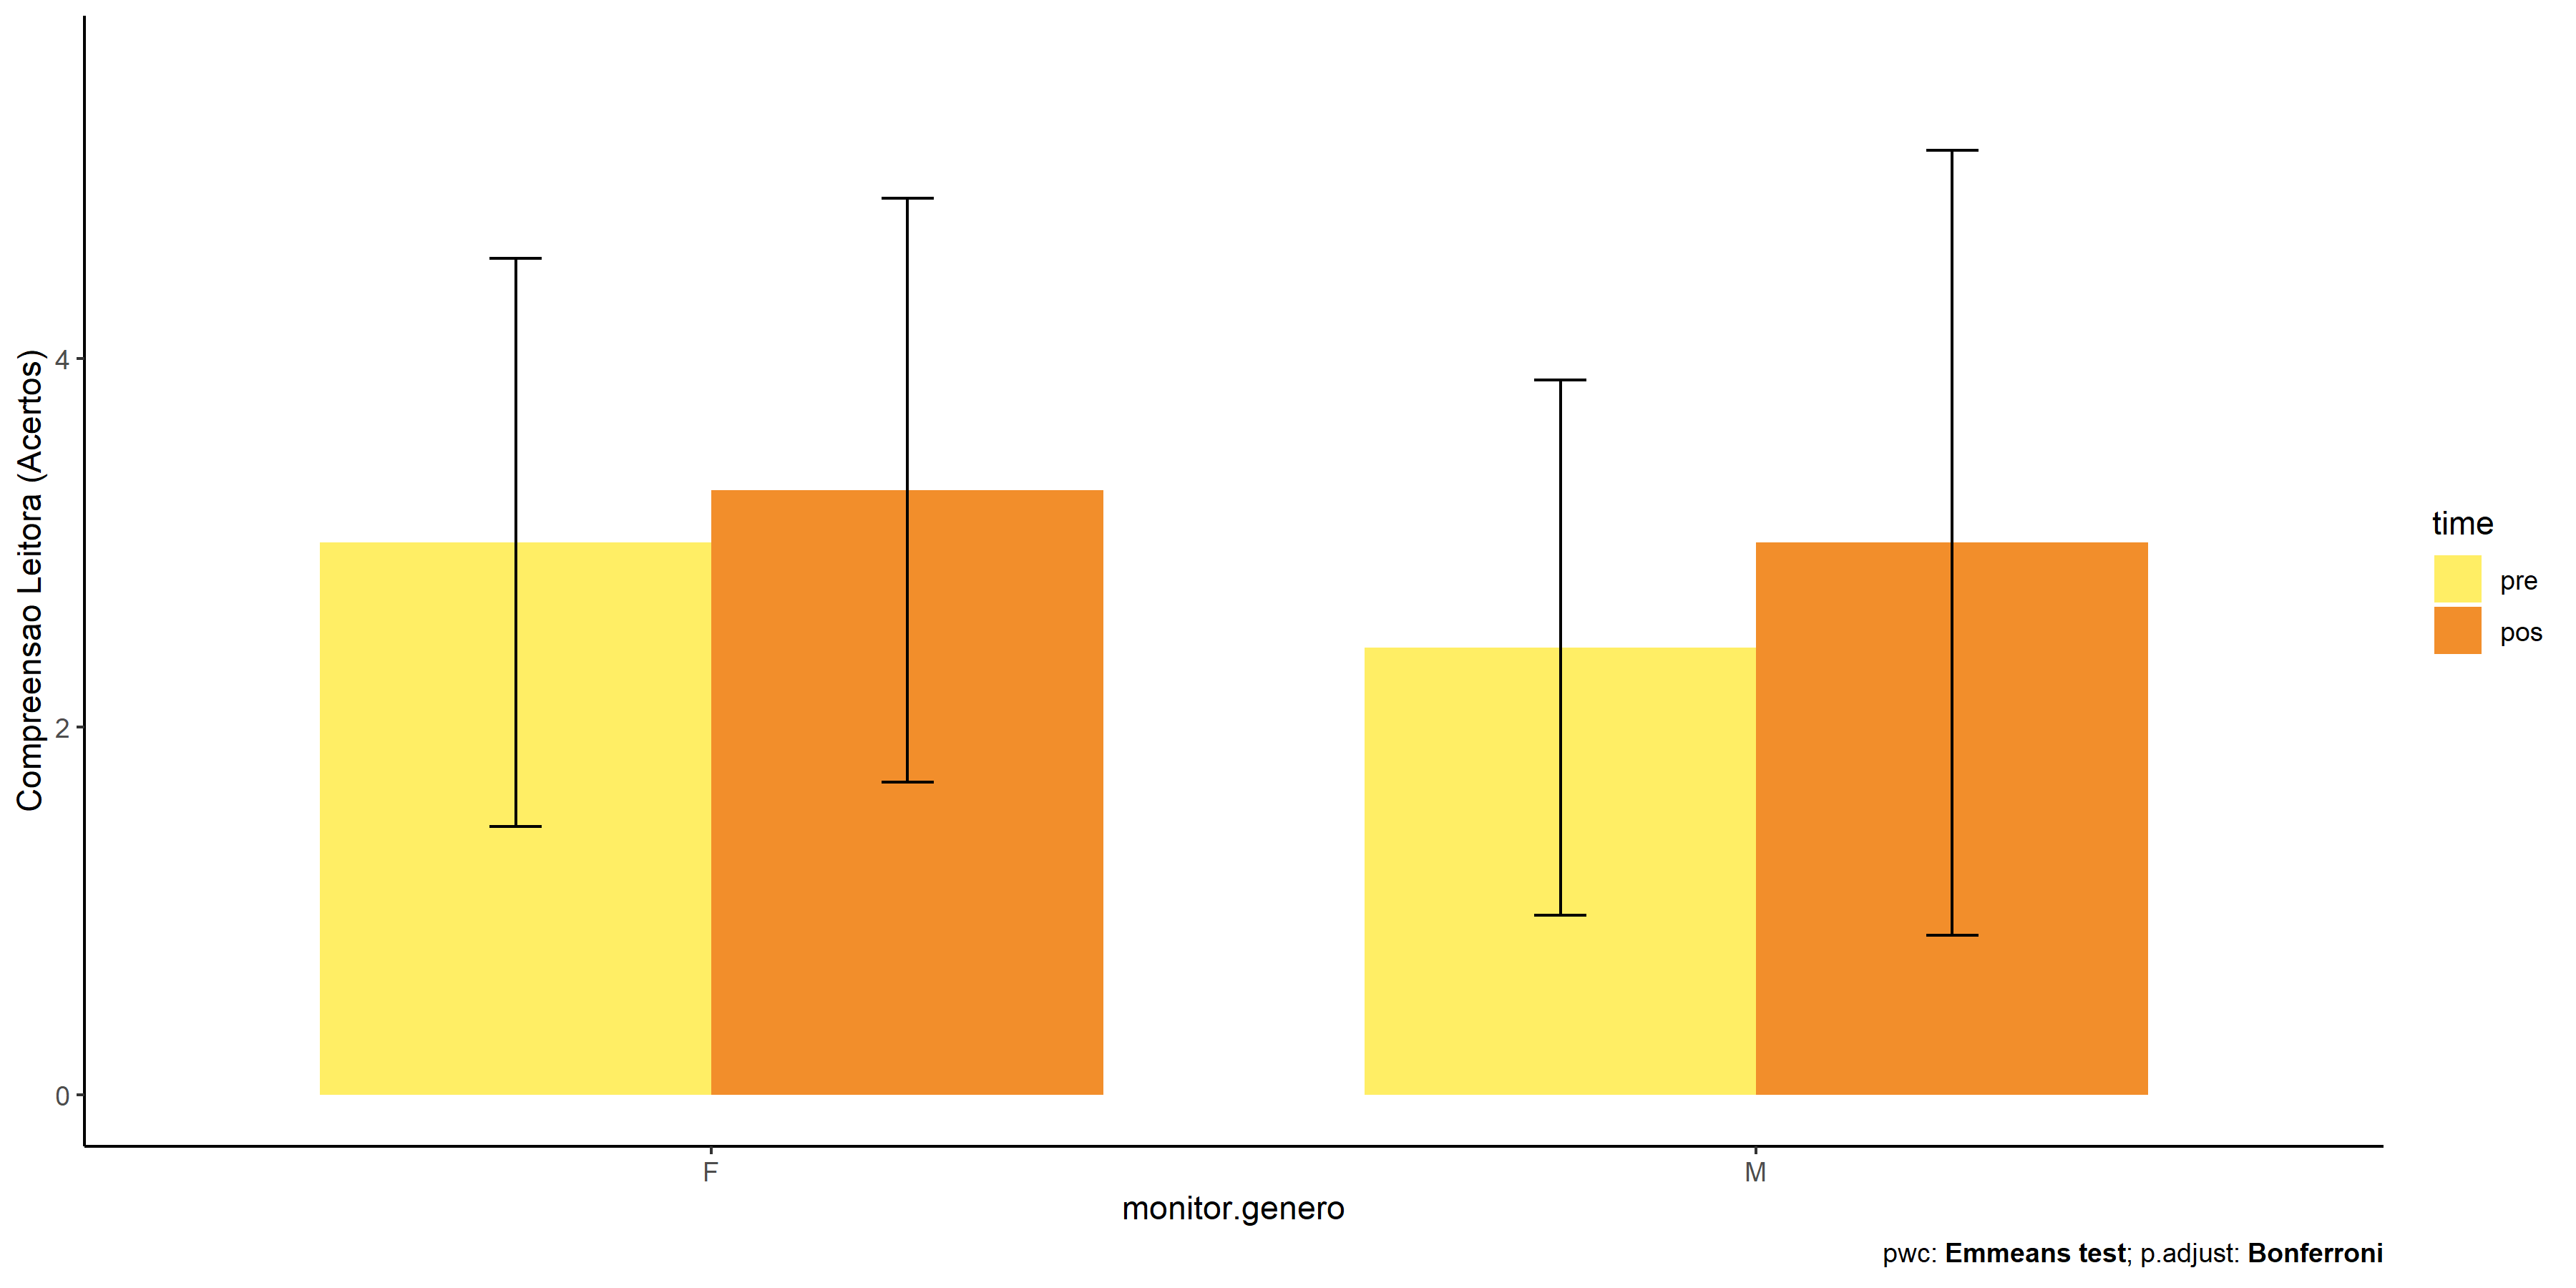 Compreensao Leitora (Acertos)
4
2
0
F
M
monitor.genero
time
pre
pos
pwc: Emmeans test; p.adjust: Bonferroni